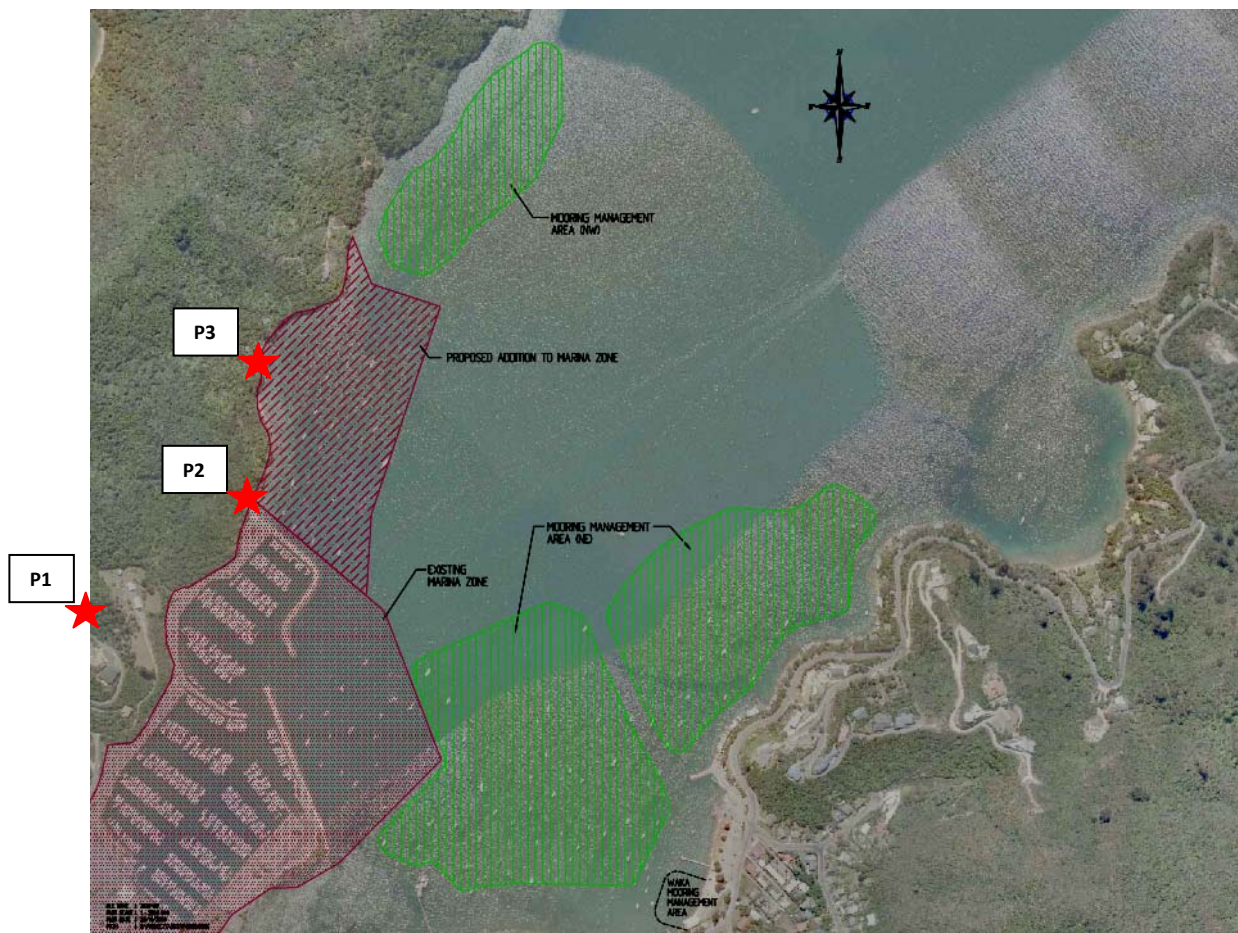 MOORING MANAGEMENT
AREA (NW)
P3
PROPOSED ADDITION TO MARINA ZONE
P2
MOORING MANAGEMENT
AREA (NE)
EXISTING
MARINA ZONE
P1
WAKA
MOORING
MANAGEMENT
AREA